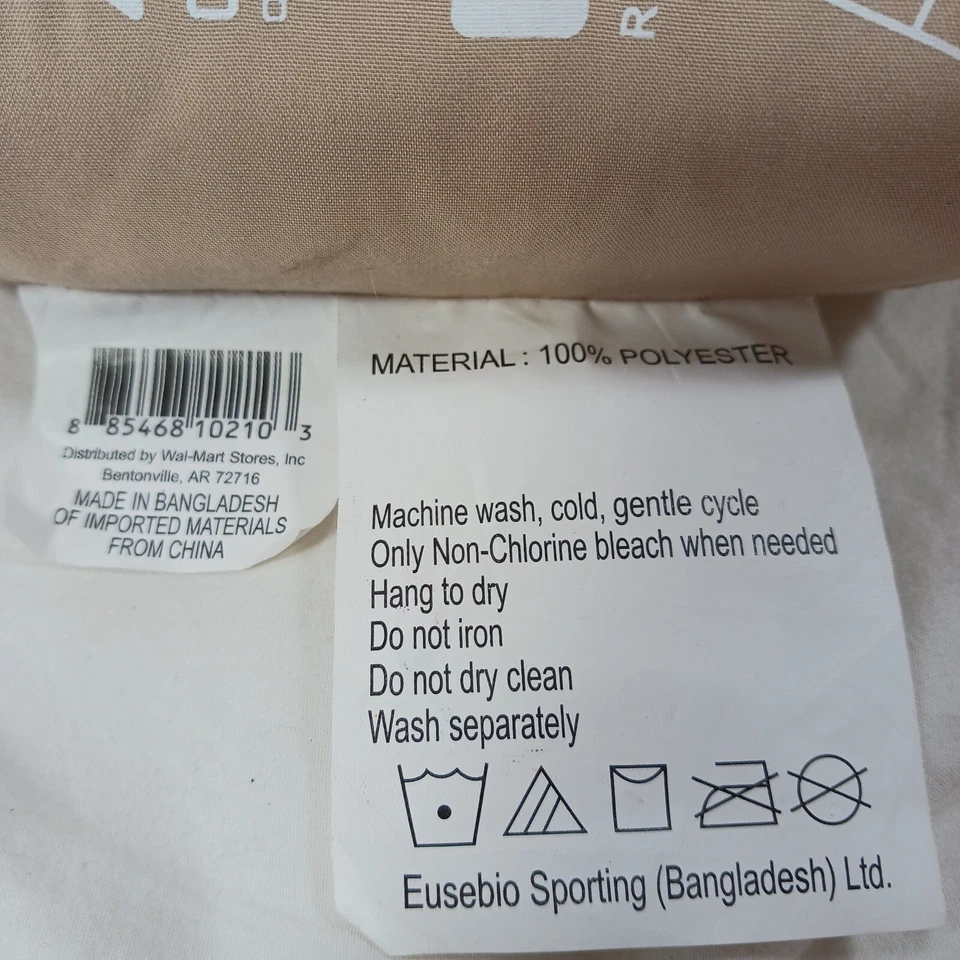 R
8 85468 10210 3
Distributed by Wal-Mart Stores, Inc
Bentonville, AR 72716
MADE IN BANGLADESH
OF IMPORTED MATERIALS
FROM CHINA
MATERIAL : 100% POLYESTER
Machine wash, cold, gentle cycle
Only Non-Chlorine bleach when needed
Hang to dry
Do not iron
Do not dry clean
Wash separately
Eusebio Sporting (Bangladesh) Ltd.